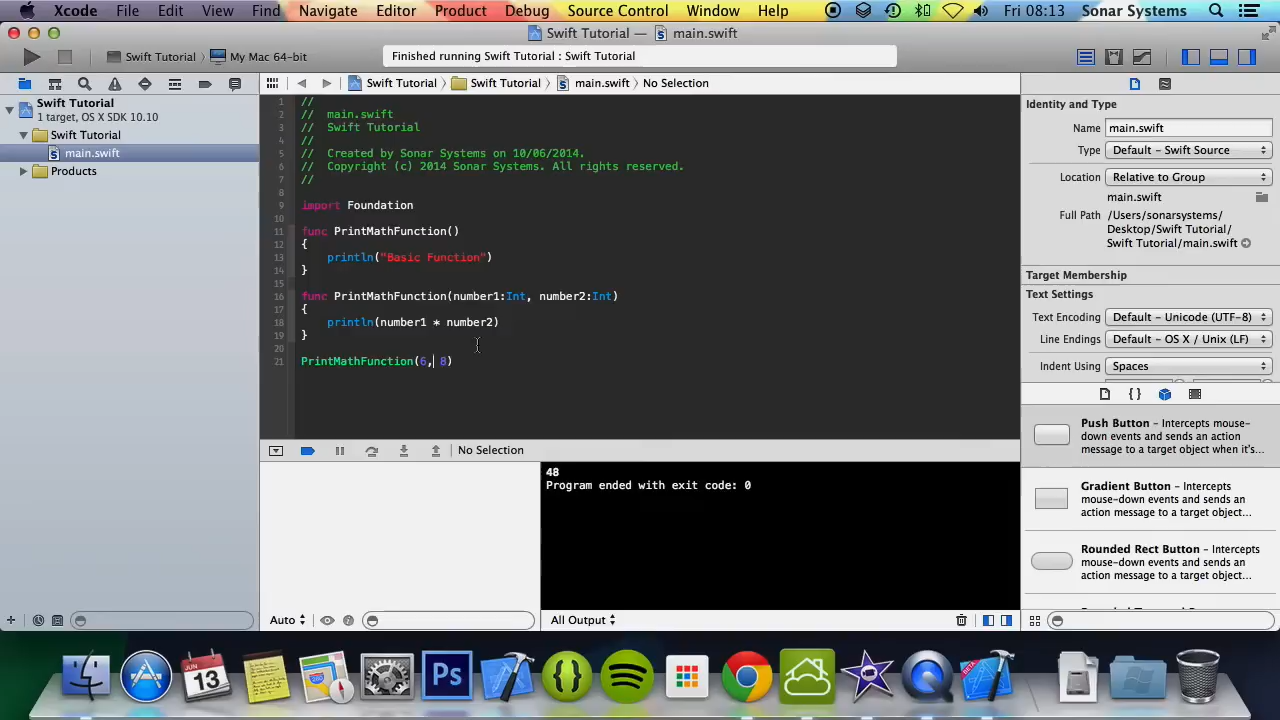 Xcode File Edit View Find Navigate Editor Product Debug Source Control Window Help Fri 08:13 Sonar Systems
Swift Tutorial — main.swift
Swift Tutorial My Mac 64-bit Finished running Swift Tutorial : Swift Tutorial
Swift Tutorial Swift Tutorial main.swift No Selection
Swift Tutorial
1 target, OS X SDK 10.10
Swift Tutorial
main.swift
Products
1 //
2 // main.swift
3 // Swift Tutorial
4 //
5 // Created by Sonar Systems on 10/06/2014.
6 // Copyright (c) 2014 Sonar Systems. All rights reserved.
7 //
8
9 import Foundation
10
11 func PrintMathFunction()
12 {
13 println("Basic Function")
14 }
15
16 func PrintMathFunction(number1:Int, number2:Int)
17 {
18 println(number1 * number2)
19 }
20
21 PrintMathFunction(6, 8)
Identity and Type
Name main.swift
Type Default - Swift Source
Location Relative to Group
main.swift
Full Path /Users/sonarsystems/
Desktop/Swift Tutorial/
Swift Tutorial/main.swift
Target Membership
Text Settings
Text Encoding Default - Unicode (UTF-8)
Line Endings Default - OS X / Unix (LF)
Indent Using Spaces
No Selection
48
Program ended with exit code: 0
Auto
All Output
Push Button - Intercepts mouse-
down events and sends an action
message to a target object when it's...
Gradient Button - Intercepts
mouse-down events and sends an
action message to a target object...
Rounded Rect Button - Intercepts
mouse-down events and sends an
action message to a target object...
JUN
13
Ps
BETA